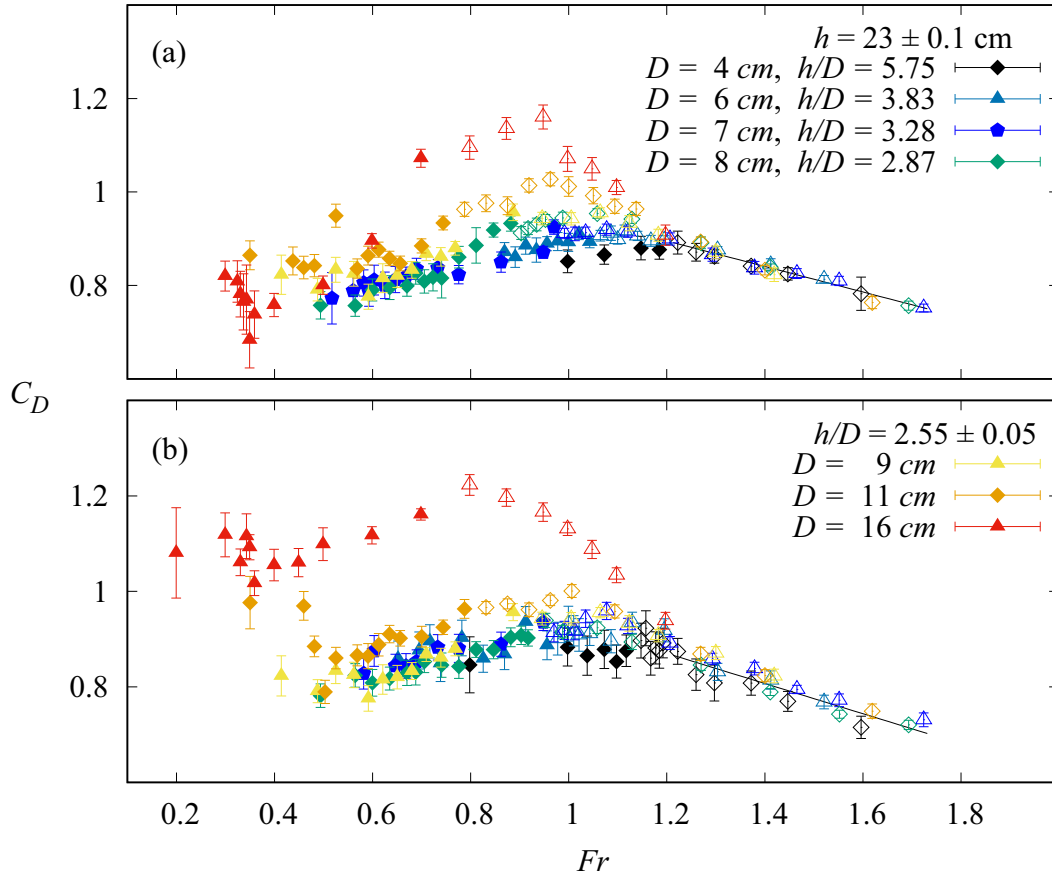 (a)
h = 23 ± 0.1 cm
D = 4 cm, h/D = 5.75
D = 6 cm, h/D = 3.83
D = 7 cm, h/D = 3.28
D = 8 cm, h/D = 2.87
1.2
1
0.8
C_D
(b)
h/D = 2.55 ± 0.05
D = 9 cm
D = 11 cm
D = 16 cm
1.2
1
0.8
0.2 0.4 0.6 0.8 1 1.2 1.4 1.6 1.8
Fr